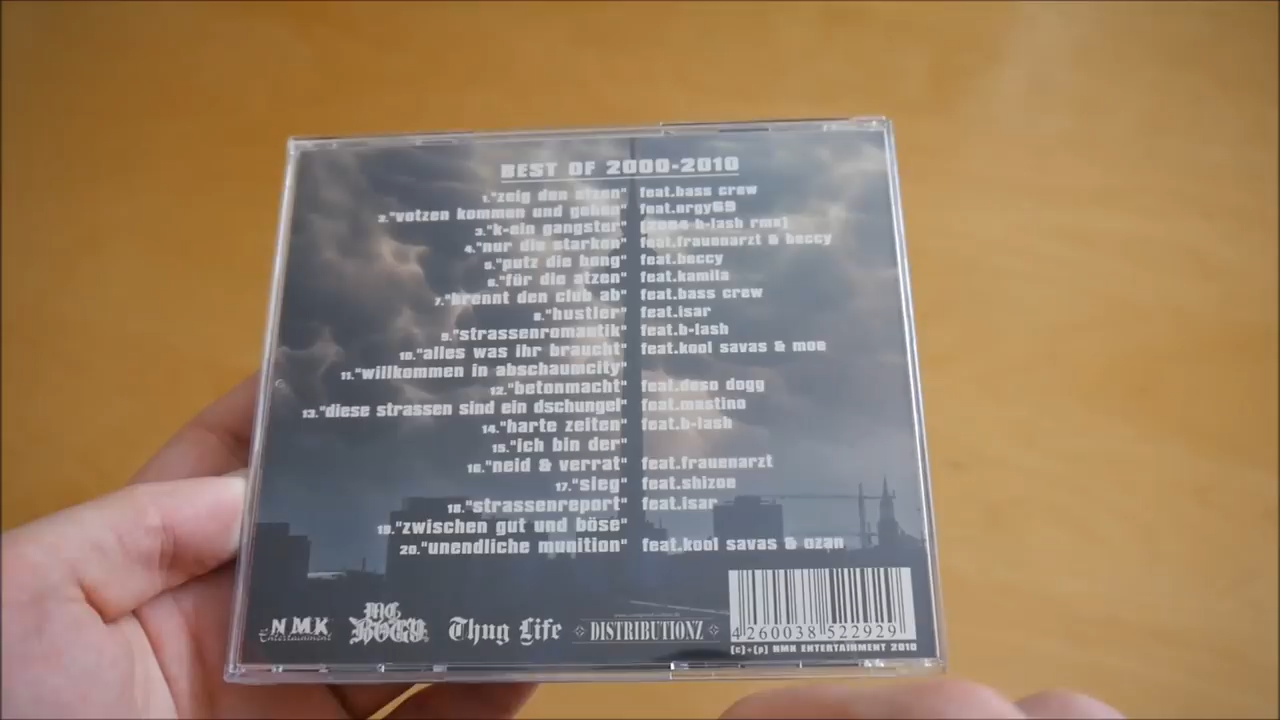 BEST OF 2000-2010
1."zeig den atzen" feat.bass crew
2."votzen kommen und gehen" feat.orgy69
3."k-ein gangster" (2004 b-lash rmx)
4."nur die starken" feat.frauenarzt & beccy
5."putz die bong" feat.beccy
6."für die atzen" feat.kamila
7."brennt den club ab" feat.bass crew
8."hustler" feat.isar
9."strassenromantik" feat.b-lash
10."alles was ihr braucht" feat.kool savas & moe
11."willkommen in abschaumcity"
12."betonmacht" feat.deso dogg
13."diese strassen sind ein dschungel" feat.mastino
14."harte zeiten" feat.b-lash
15."ich bin der"
16."neid & verrat" feat.frauenarzt
17."sieg" feat.shizoe
18."strassenreport" feat.isar
19."zwischen gut und böse"
20."unendliche munition" feat.kool savas & ozan
NMK Entertainment
MC BOGY
Thug Life
DISTRIBUTIONZ
4 260038 522929
(c)+(p) NMK ENTERTAINMENT 2010